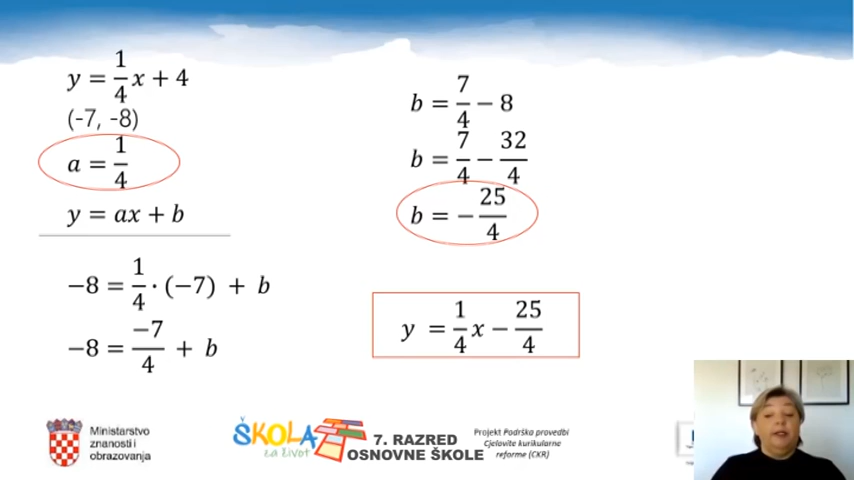 y = 1/4 x + 4
(-7, -8)
a = 1/4
y = ax + b
−8 = 1/4 · (−7) + b
−8 = −7/4 + b
b = 7/4 − 8
b = 7/4 − 32/4
b = − 25/4
y = 1/4 x − 25/4
Ministarstvo
znanosti i
obrazovanja
ŠKOLA
za život
7. RAZRED
OSNOVNE ŠKOLE
Projekt Podrška provedbi
Cjelovite kurikularne
reforme (CKR)